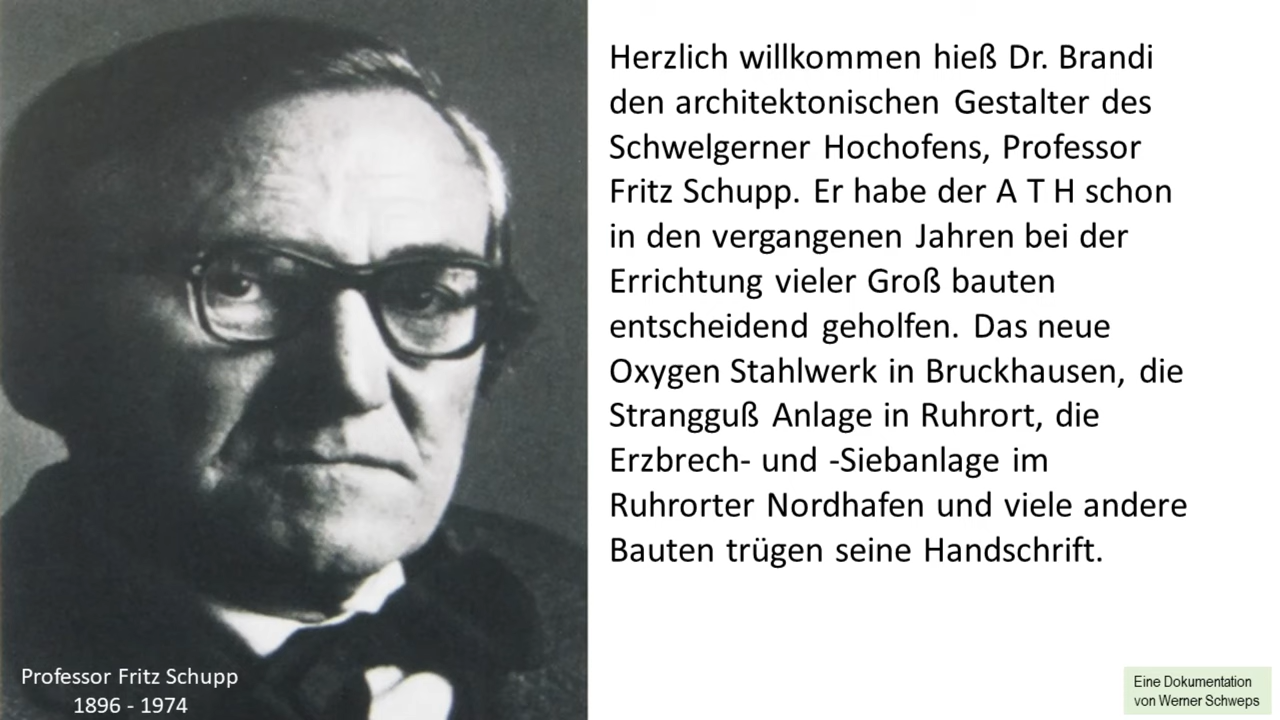 Herzlich willkommen hieß Dr. Brandi
den architektonischen Gestalter des
Schwelgerner Hochofens, Professor
Fritz Schupp. Er habe der A T H schon
in den vergangenen Jahren bei der
Errichtung vieler Groß bauten
entscheidend geholfen. Das neue
Oxygen Stahlwerk in Bruckhausen, die
Strangguß Anlage in Ruhrort, die
Erzbrech- und -Siebanlage im
Ruhrorter Nordhafen und viele andere
Bauten trügen seine Handschrift.
Professor Fritz Schupp
1896 - 1974
Eine Dokumentation
von Werner Schweps